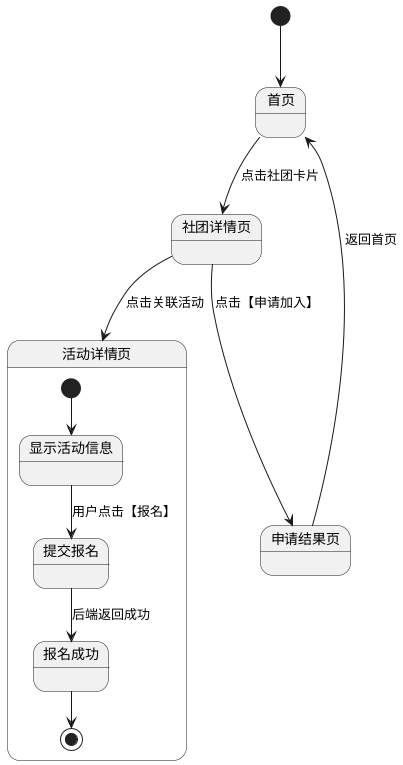 首页
点击社团卡片
返回首页
社团详情页
点击关联活动
点击【申请加入】
活动详情页
显示活动信息
用户点击【报名】
申请结果页
提交报名
后端返回成功
报名成功